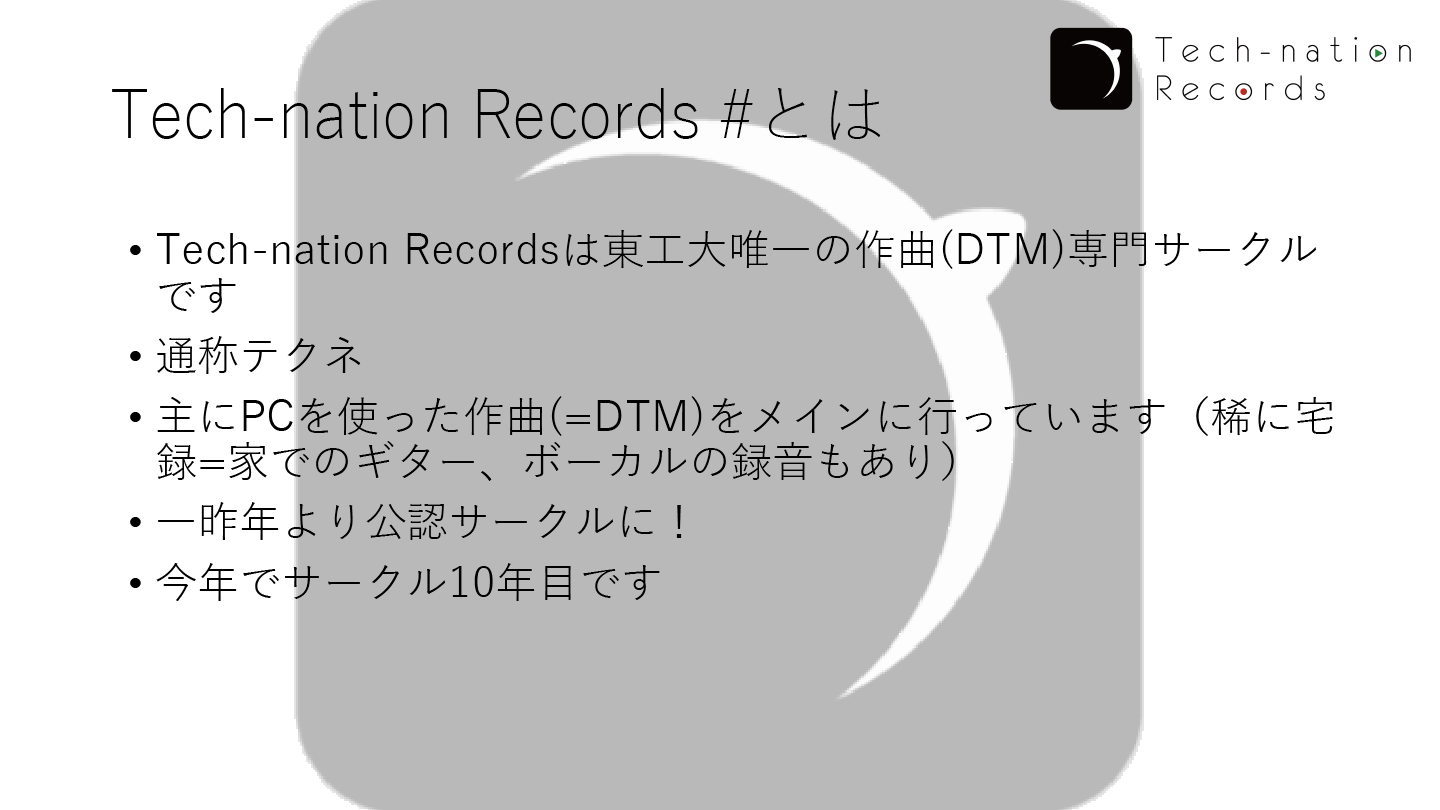 Tech-nation
Records
Tech-nation Records #とは
• Tech-nation Recordsは東工大唯一の作曲(DTM)専門サークル
です
• 通称テクネ
• 主にPCを使った作曲(=DTM)をメインに行っています（稀に宅
録=家でのギター、ボーカルの録音もあり）
• 一昨年より公認サークルに！
• 今年でサークル10年目です